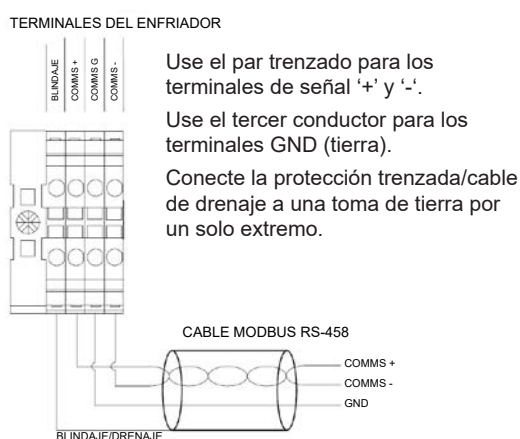 TERMINALES DEL ENFRIADOR
BLINDAJE
COMMS +
COMMS G
COMMS -
Use el par trenzado para los
terminales de señal ‘+’ y ‘-‘.
Use el tercer conductor para los
terminales GND (tierra).
Conecte la protección trenzada/cable
de drenaje a una toma de tierra por
un solo extremo.
CABLE MODBUS RS-458
COMMS +
COMMS -
GND
BLINDAJE/DRENAJE